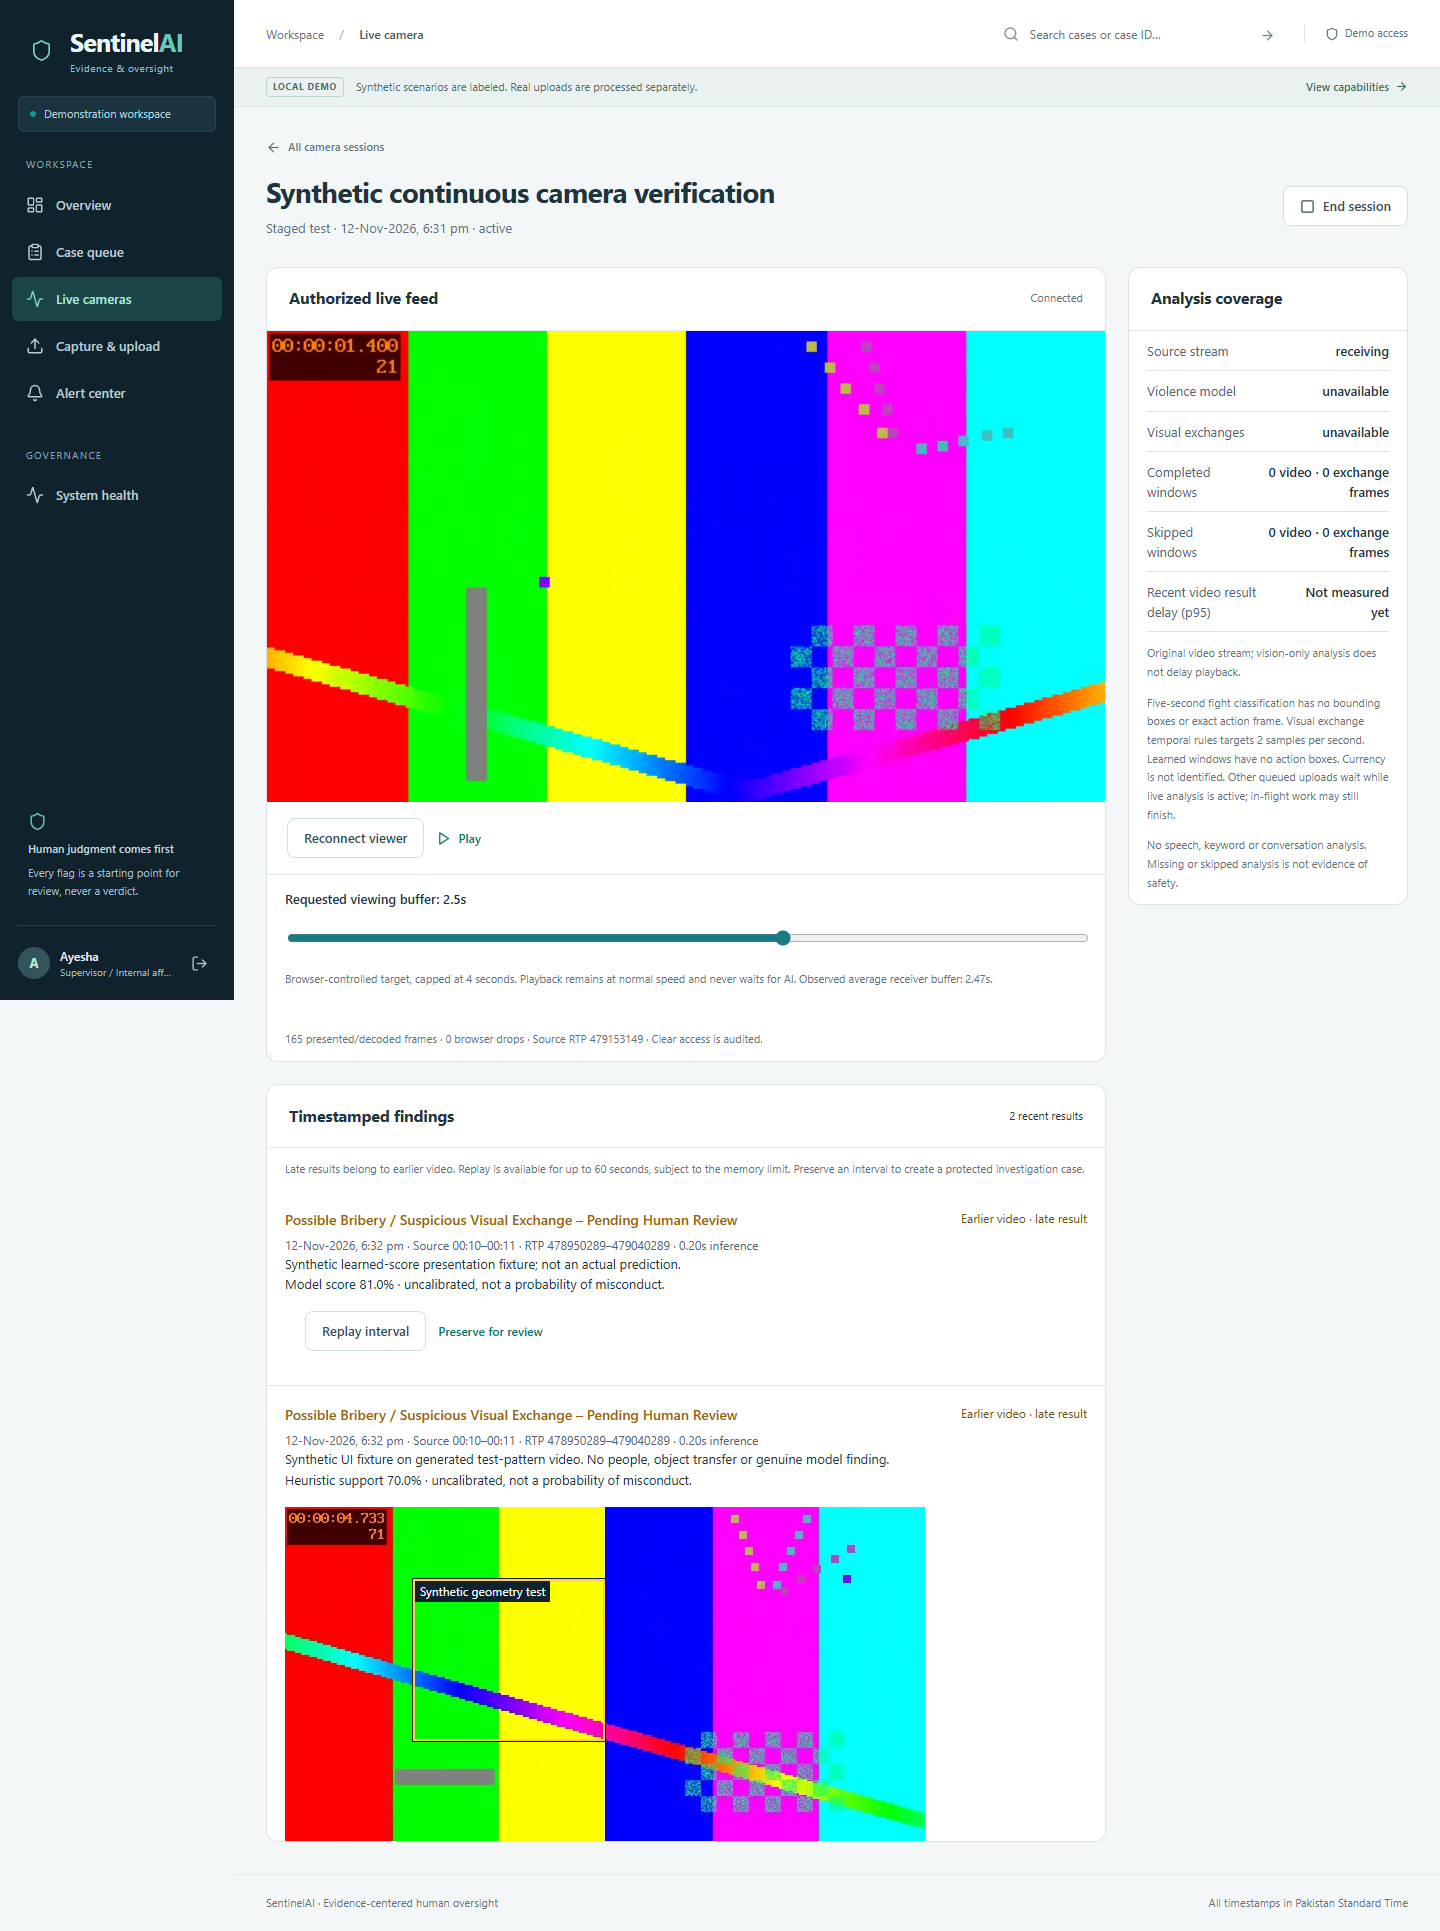 SentinelAI
Evidence & oversight
Demonstration workspace
WORKSPACE
Overview
Case queue
Live cameras
Capture & upload
Alert center
GOVERNANCE
System health
Human judgment comes first
Every flag is a starting point for
review, never a verdict.
A
Ayesha
Supervisor / Internal aff...
Workspace / Live camera
Search cases or case ID...
Demo access
LOCAL DEMO Synthetic scenarios are labeled. Real uploads are processed separately.
View capabilities
All camera sessions
Synthetic continuous camera verification
Staged test · 12-Nov-2026, 6:31 pm · active
End session
Authorized live feed
Connected
00:00:01.400
21
Reconnect viewer
Play
Requested viewing buffer: 2.5s
Browser-controlled target, capped at 4 seconds. Playback remains at normal speed and never waits for AI. Observed average receiver buffer: 2.47s.
165 presented/decoded frames · 0 browser drops · Source RTP 479153149 · Clear access is audited.
Analysis coverage
Source stream receiving
Violence model unavailable
Visual exchanges unavailable
Completed 0 video · 0 exchange
windows frames
Skipped 0 video · 0 exchange
windows frames
Recent video result Not measured
delay (p95) yet
Original video stream; vision-only analysis does
not delay playback.
Five-second fight classification has no bounding
boxes or exact action frame. Visual exchange
temporal rules targets 2 samples per second.
Learned windows have no action boxes. Currency
is not identified. Other queued uploads wait while
live analysis is active; in-flight work may still
finish.
No speech, keyword or conversation analysis.
Missing or skipped analysis is not evidence of
safety.
Timestamped findings
2 recent results
Late results belong to earlier video. Replay is available for up to 60 seconds, subject to the memory limit. Preserve an interval to create a protected investigation case.
Possible Bribery / Suspicious Visual Exchange – Pending Human Review
Earlier video · late result
12-Nov-2026, 6:32 pm · Source 00:10–00:11 · RTP 478950289–479040289 · 0.20s inference
Synthetic learned-score presentation fixture; not an actual prediction.
Model score 81.0% · uncalibrated, not a probability of misconduct.
Replay interval
Preserve for review
Possible Bribery / Suspicious Visual Exchange – Pending Human Review
Earlier video · late result
12-Nov-2026, 6:32 pm · Source 00:10–00:11 · RTP 478950289–479040289 · 0.20s inference
Synthetic UI fixture on generated test-pattern video. No people, object transfer or genuine model finding.
Heuristic support 70.0% · uncalibrated, not a probability of misconduct.
00:00:04.733
71
Synthetic geometry test
SentinelAI · Evidence-centered human oversight
All timestamps in Pakistan Standard Time